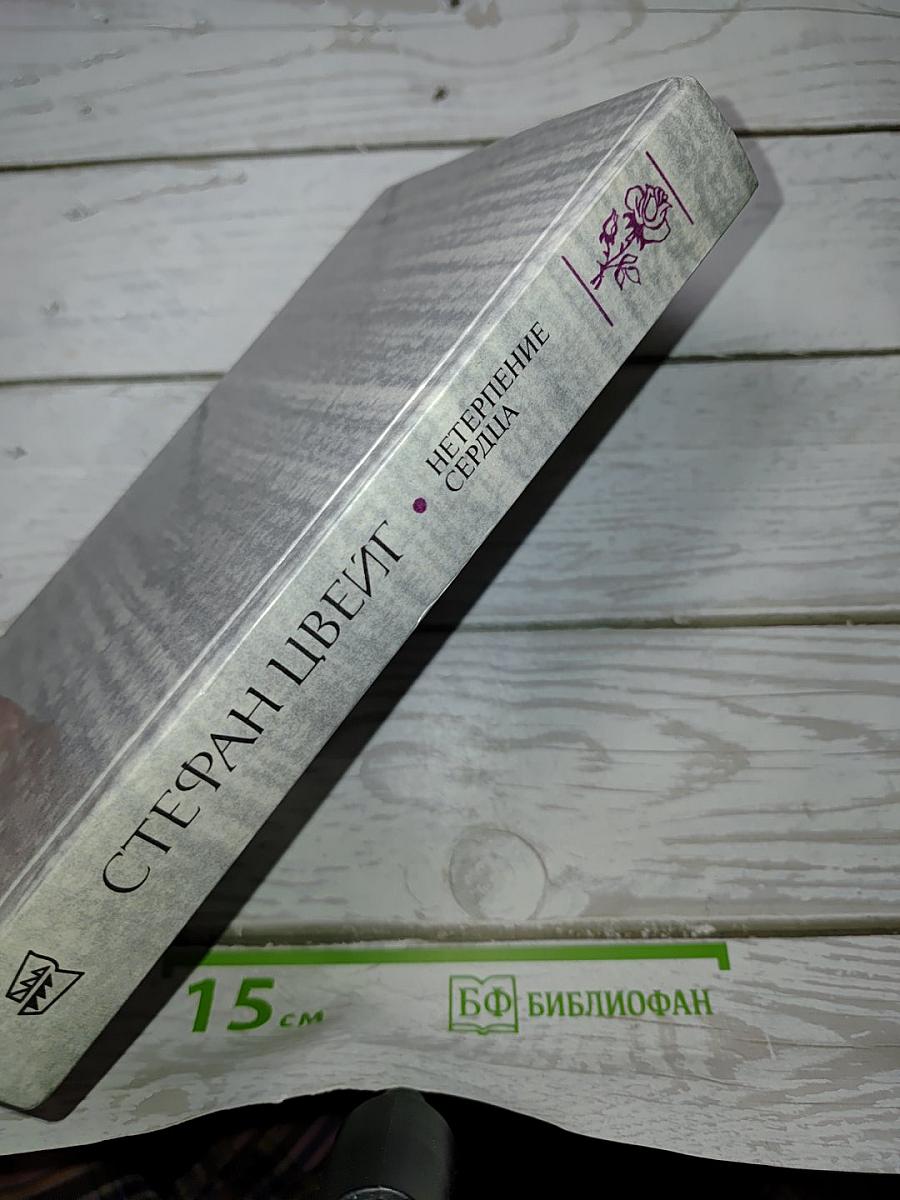 СТЕФАН ЦВЕЙГ • НЕТЕРПЕНИЕ
СЕРДЦА
15 см
БФ БИБЛИОФАН